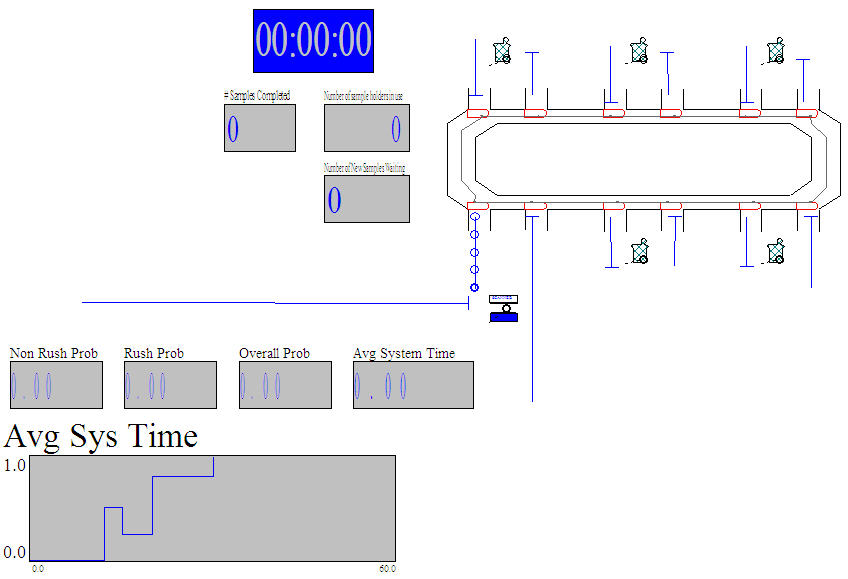 00:00:00
# Samples Completed
Number of sample holders in use
0
0
Number of New Samples Waiting
0
Non Rush Prob
Rush Prob
Overall Prob
Avg System Time
0.00
0.00
0.00
0.00
Avg Sys Time
1.0
0.0
0.0